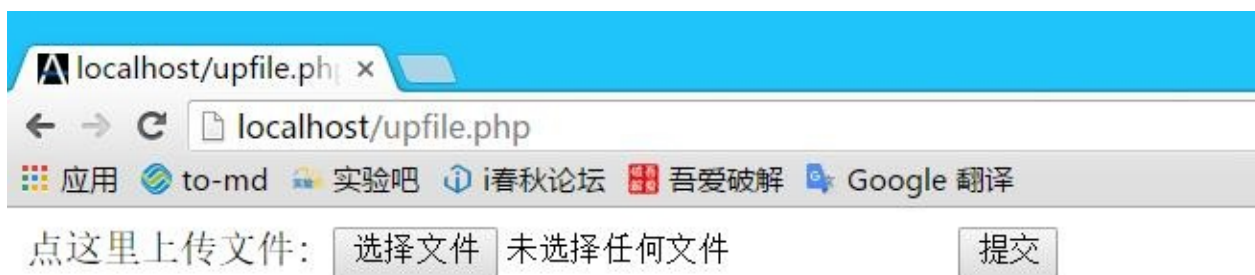 localhost/upfile.ph
localhost/upfile.php
应用 to-md 实验吧 i春秋论坛 吾爱破解 Google 翻译
点这里上传文件: 选择文件 未选择任何文件 提交